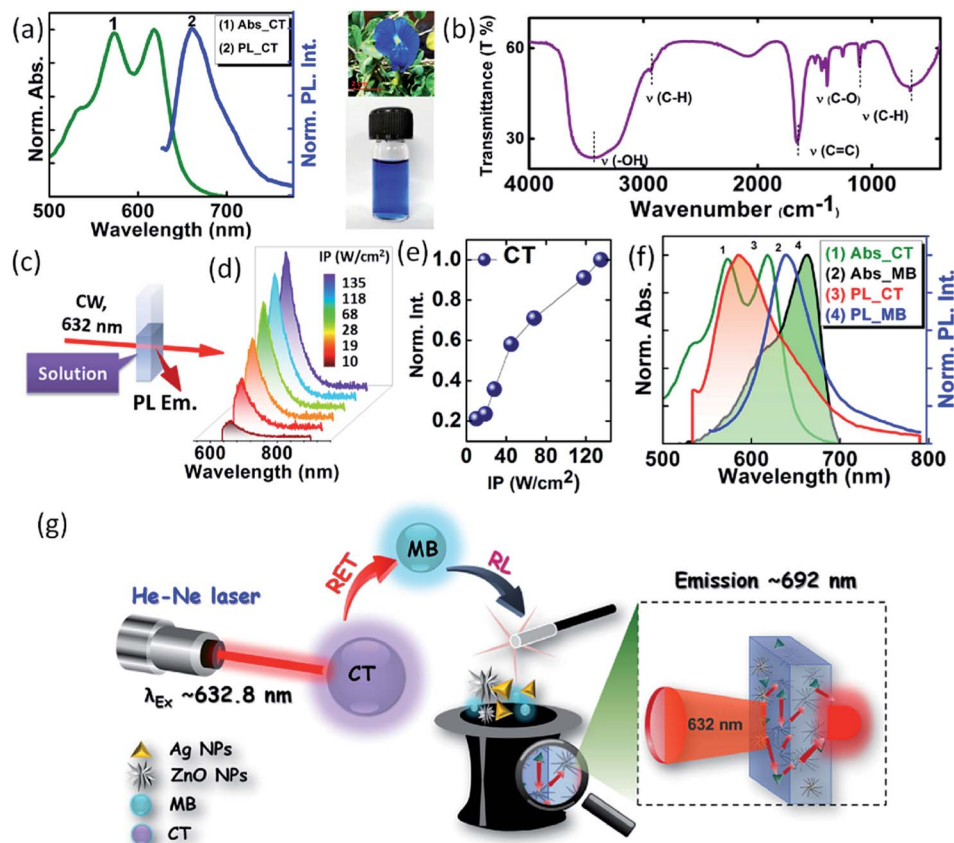 (a)
1
2
(1) Abs_CT
(2) PL_CT
Norm. Abs.
Norm. PL. Int.
500
600
700
Wavelength (nm)
(b)
Transmittance (T %)
60
30
ν (C-H)
ν (-OH)
ν (C=C)
ν (C-O)
ν (C-H)
4000
3000
2000
1000
Wavenumber (cm-1)
(c)
CW,
632 nm
Solution
PL Em.
(d)
IP (W/cm2)
135
118
68
28
19
10
600
800
Wavelength (nm)
(e)
CT
Norm. Int.
1.0
0.8
0.6
0.4
0.2
0
40
80
120
IP (W/cm2)
(f)
1
3
2
4
(1) Abs_CT
(2) Abs_MB
(3) PL_CT
(4) PL_MB
Norm. Abs.
Norm. PL. Int.
500
600
700
800
Wavelength (nm)
(g)
MB
RET
RL
He-Ne laser
CT
λEx ~632.8 nm
Ag NPs
ZnO NPs
MB
CT
Emission ~692 nm
632 nm